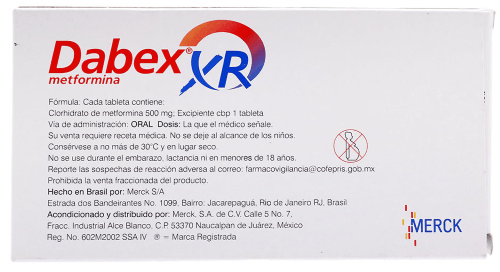 Dabex® XR
metformina
Fórmula: Cada tableta contiene:
Clorhidrato de metformina 500 mg; Excipiente cbp 1 tableta
Vía de administración: ORAL Dosis: La que el médico señale.
Su venta requiere receta médica. No se deje al alcance de los niños.
Consérvese a no más de 30°C y en lugar seco.
No se use durante el embarazo, lactancia ni en menores de 18 años.
Reporte las sospechas de reacción adversa al correo: farmacovigilancia@cofepris.gob.mx
Prohibida la venta fraccionada del producto.
Hecho en Brasil por: Merck S/A
Estrada dos Bandeirantes No. 1099, Bairro: Jacarepaguá, Rio de Janeiro RJ, Brasil
Acondicionado y distribuido por: Merck, S.A. de C.V. Calle 5 No. 7,
Fracc. Industrial Alce Blanco. C.P. 53370 Naucalpan de Juárez, México
Reg. No. 602M2002 SSA IV ® = Marca Registrada
MERCK